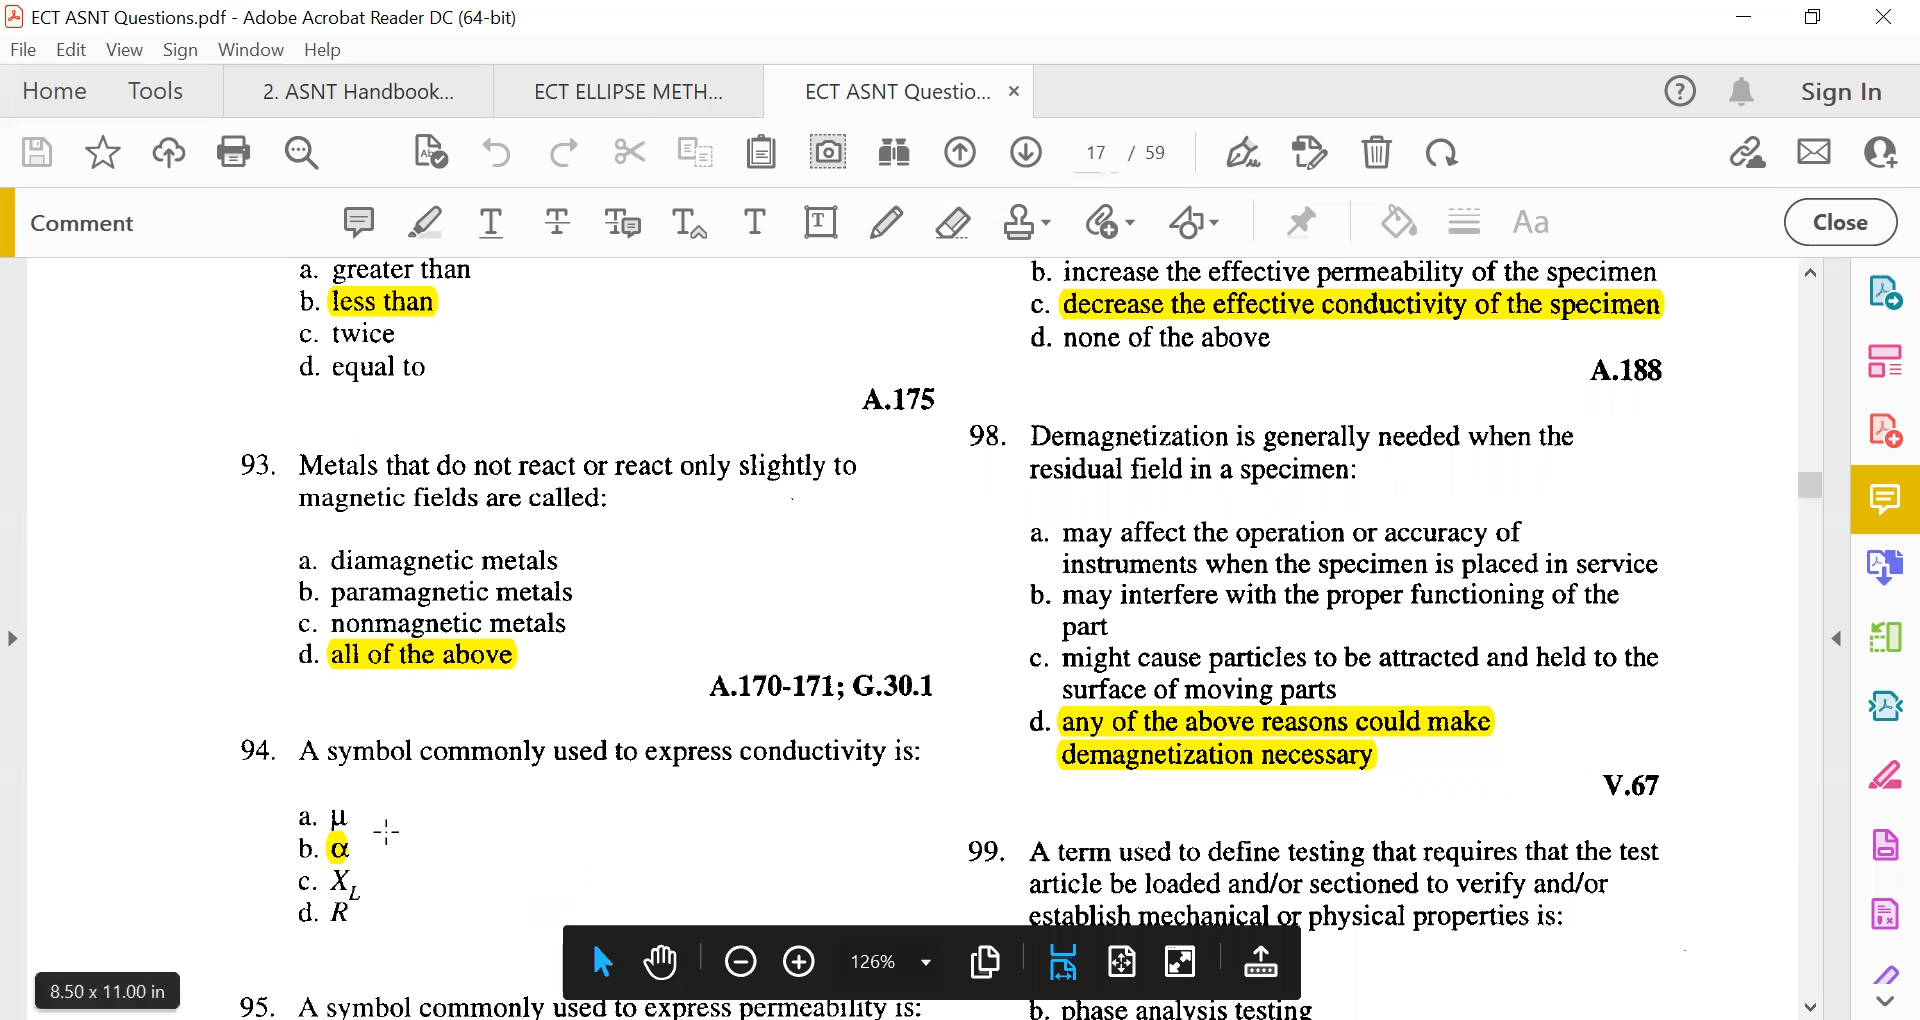 ECT ASNT Questions.pdf - Adobe Acrobat Reader DC (64-bit)
File Edit View Sign Window Help
Home Tools 2. ASNT Handbook... ECT ELLIPSE METH... ECT ASNT Questio... × ? Sign In
17 / 59
Comment Aa Close
a. greater than
b. less than
c. twice
d. equal to
A.175
93. Metals that do not react or react only slightly to
magnetic fields are called:
a. diamagnetic metals
b. paramagnetic metals
c. nonmagnetic metals
d. all of the above
A.170-171; G.30.1
94. A symbol commonly used to express conductivity is:
a. μ
b. α
c. X_L
d. R
95. A symbol commonly used to express permeability is:
b. increase the effective permeability of the specimen
c. decrease the effective conductivity of the specimen
d. none of the above
A.188
98. Demagnetization is generally needed when the
residual field in a specimen:
a. may affect the operation or accuracy of
instruments when the specimen is placed in service
b. may interfere with the proper functioning of the
part
c. might cause particles to be attracted and held to the
surface of moving parts
d. any of the above reasons could make
demagnetization necessary
V.67
99. A term used to define testing that requires that the test
article be loaded and/or sectioned to verify and/or
establish mechanical or physical properties is:
b. phase analysis testing
126%
8.50 x 11.00 in